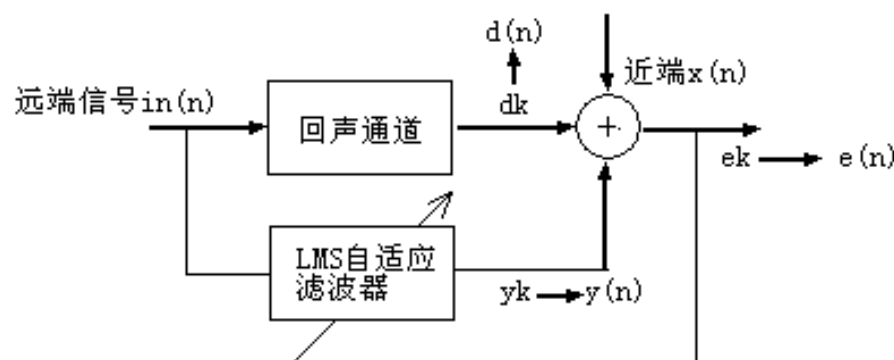 d(n)
近端x(n)
远端信号in(n)
回声通道
dk
+
ek
e(n)
LMS自适应
滤波器
yk
y(n)